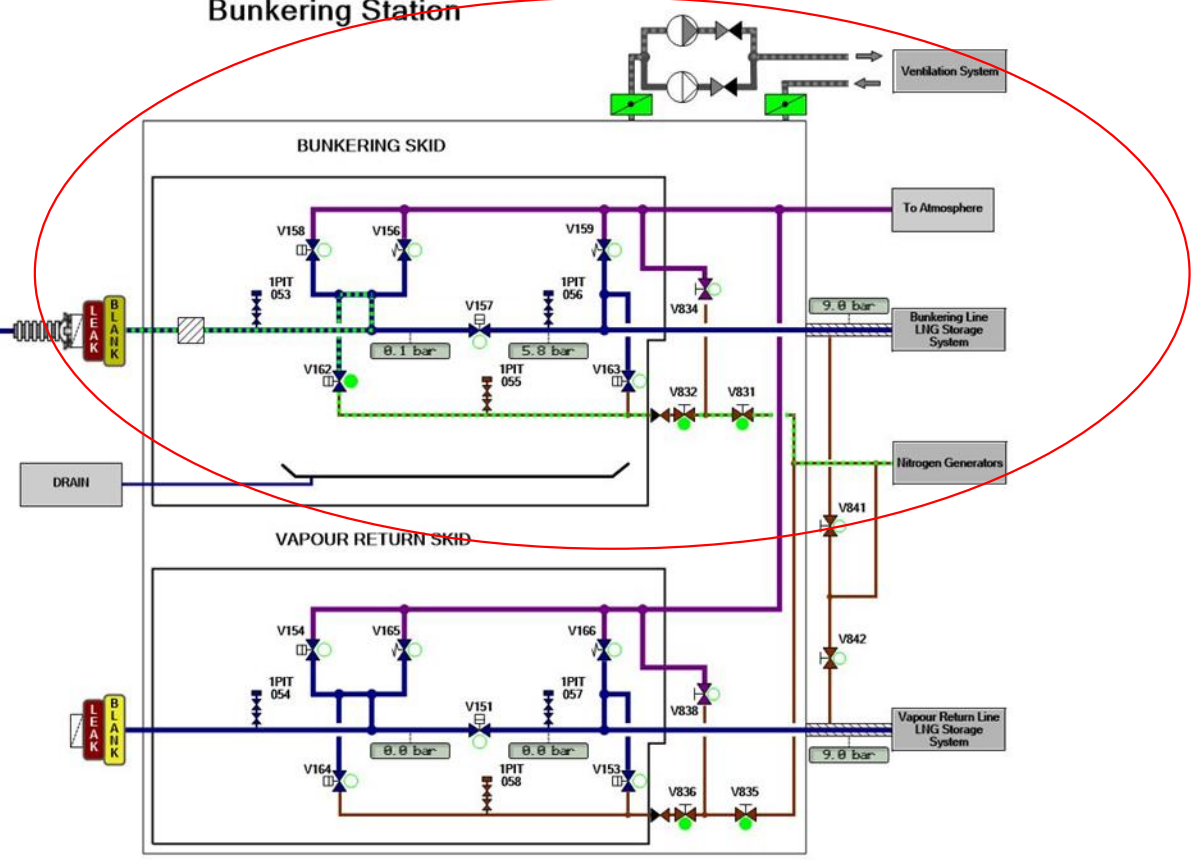 Bunkering Station
Ventilation System
BUNKERING SKID
To Atmosphere
V158
V156
V159
1PIT
053
V157
1PIT
056
V834
9.0 bar
LEAK
BLANK
Bunkering Line
LNG Storage
System
0.1 bar
5.8 bar
V162
1PIT
055
V163
V832
V831
Nitrogen Generators
DRAIN
V841
VAPOUR RETURN SKID
V154
V165
V166
V842
1PIT
054
V151
1PIT
057
V838
LEAK
BLANK
Vapour Return Line
LNG Storage
System
0.0 bar
0.0 bar
9.0 bar
V164
1PIT
058
V153
V836
V835